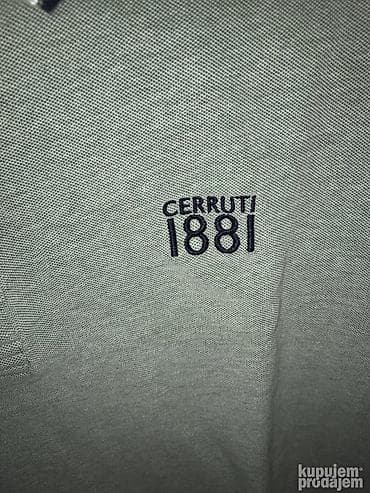 CERRUTI
1881
kupujem
prodajem